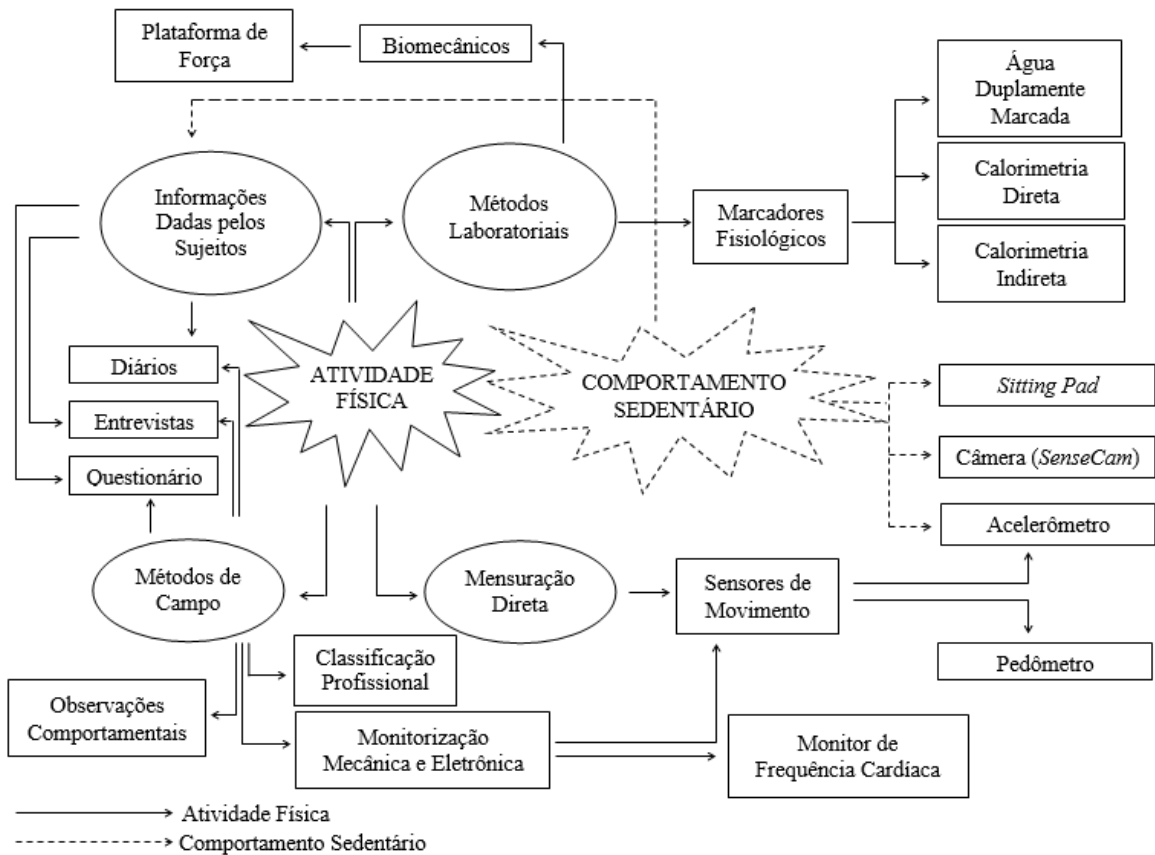 Plataforma de
Força
Biomecânicos
Água
Duplamente
Marcada
Informações
Dadas pelos
Sujeitos
Métodos
Laboratoriais
Marcadores
Fisiológicos
Calorimetria
Direta
Calorimetria
Indireta
Diários
Entrevistas
Questionário
ATIVIDADE
FÍSICA
COMPORTAMENTO
SEDENTÁRIO
Sitting Pad
Câmera (SenseCam)
Acelerômetro
Métodos de
Campo
Mensuração
Direta
Sensores de
Movimento
Pedômetro
Classificação
Profissional
Observações
Comportamentais
Monitorização
Mecânica e Eletrônica
Monitor de
Frequência Cardíaca
Atividade Física
Comportamento Sedentário